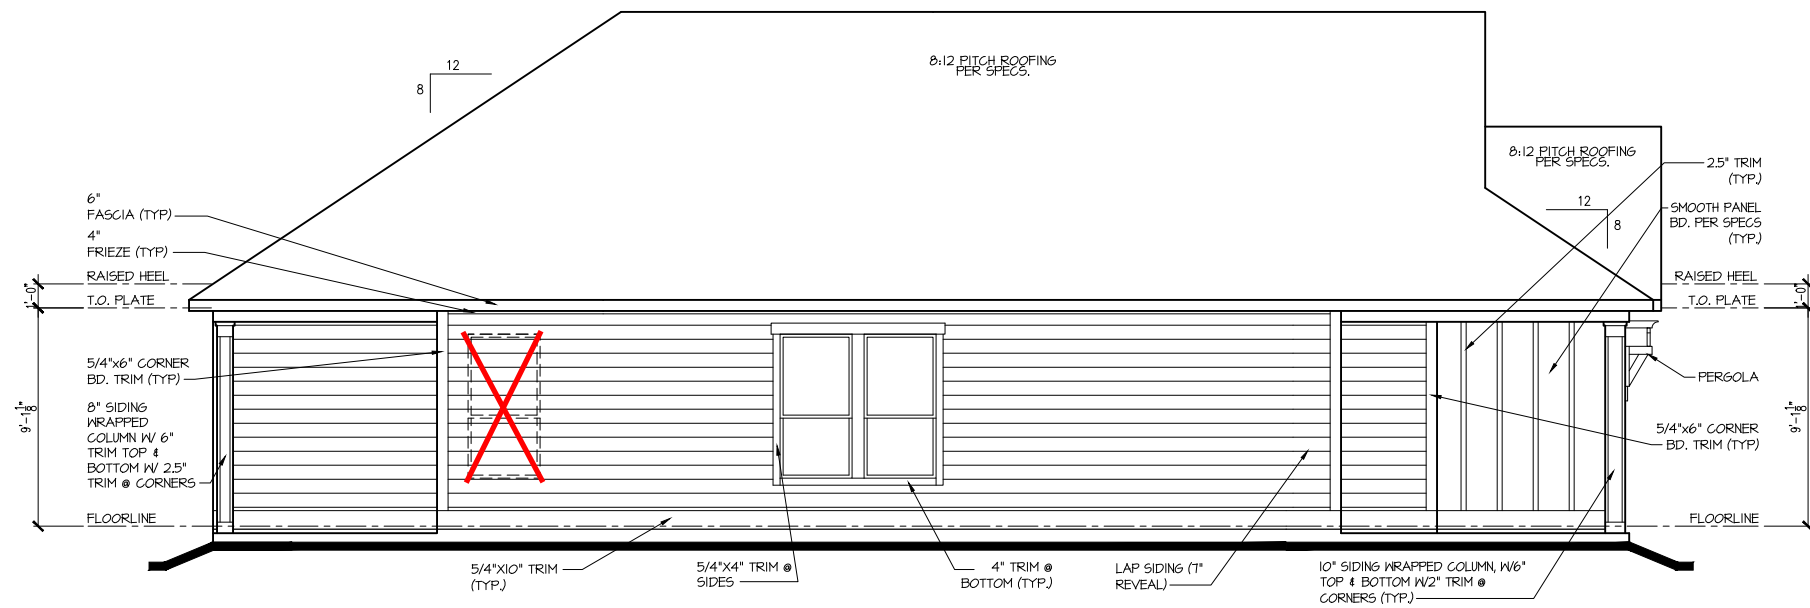 8:12 PITCH ROOFING
PER SPECS.
12
8
8:12 PITCH ROOFING
PER SPECS.
12
8
2.5" TRIM
(TYP.)
SMOOTH PANEL
BD. PER SPECS
(TYP.)
6"
FASCIA (TYP)
4"
FRIEZE (TYP)
RAISED HEEL
T.O. PLATE
1'-0"
RAISED HEEL
T.O. PLATE
1'-0"
5/4"x6" CORNER
BD. TRIM (TYP)
8" SIDING
WRAPPED
COLUMN W/ 6"
TRIM TOP &
BOTTOM W/ 2.5"
TRIM @ CORNERS
9'-1 1/8"
FLOORLINE
PERGOLA
5/4"x6" CORNER
BD. TRIM (TYP)
9'-1 1/8"
FLOORLINE
5/4"X10" TRIM
(TYP.)
5/4"X4" TRIM @
SIDES
4" TRIM @
BOTTOM (TYP.)
LAP SIDING (7"
REVEAL)
10" SIDING WRAPPED COLUMN, W/6"
TOP & BOTTOM W/2" TRIM @
CORNERS (TYP.)